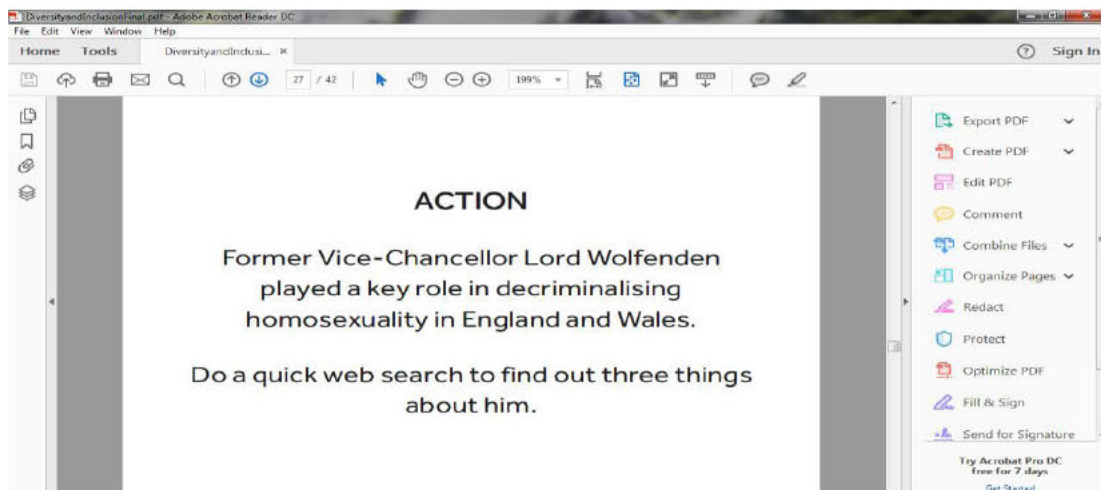 DiversityandInclusionFinal.pdf - Adobe Acrobat Reader DC
File Edit View Window Help
Home Tools DiversityandInclusi... × Sign In
27 / 42 199%
Export PDF
Create PDF
Edit PDF
ACTION
Comment
Former Vice-Chancellor Lord Wolfenden
played a key role in decriminalising
homosexuality in England and Wales.
Combine Files
Organize Pages
Redact
Protect
Do a quick web search to find out three things
about him.
Optimize PDF
Fill & Sign
Send for Signature
Try Acrobat Pro DC
free for 7 days
Get Started